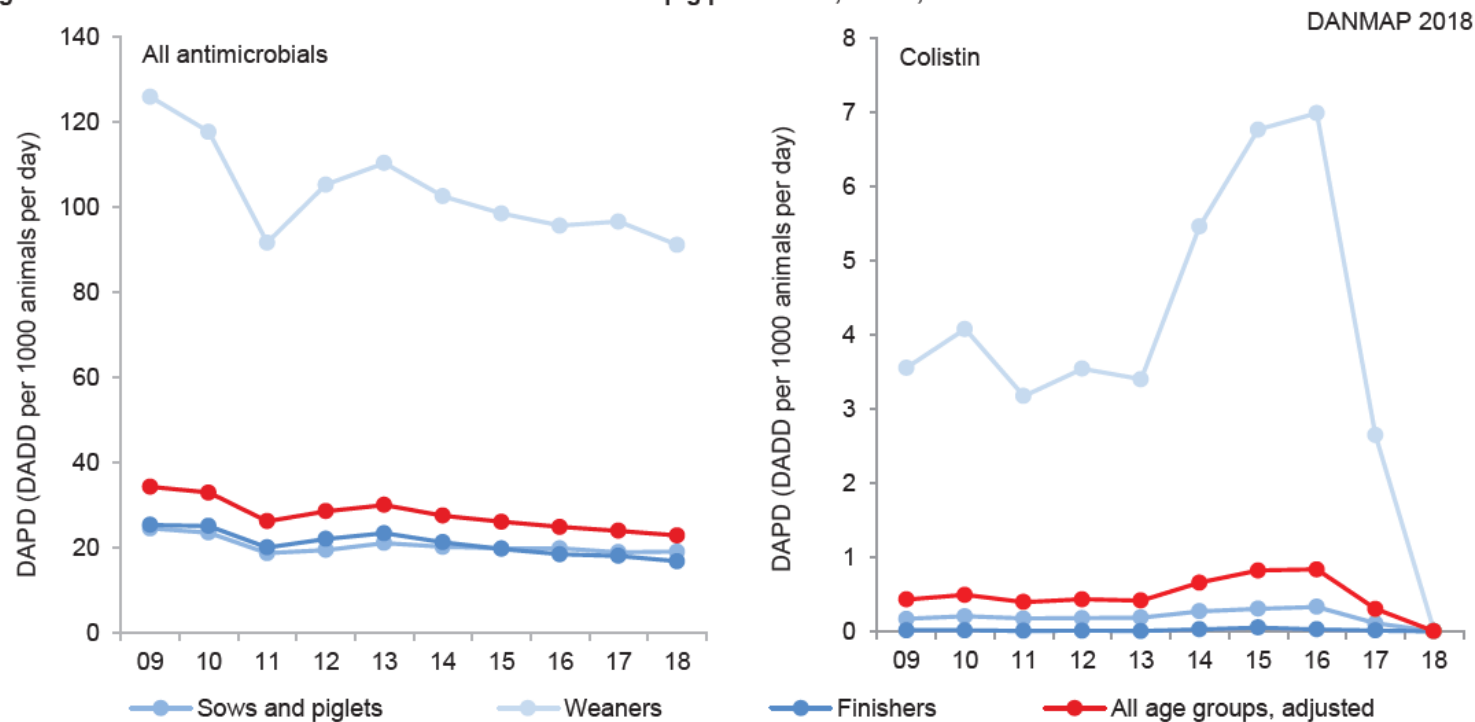 DANMAP 2018
All antimicrobials
DAPD (DADD per 1000 animals per day)
140
120
100
80
60
40
20
0
09 10 11 12 13 14 15 16 17 18
Colistin
DAPD (DADD per 1000 animals per day)
8
7
6
5
4
3
2
1
0
09 10 11 12 13 14 15 16 17 18
Sows and piglets Weaners Finishers All age groups, adjusted